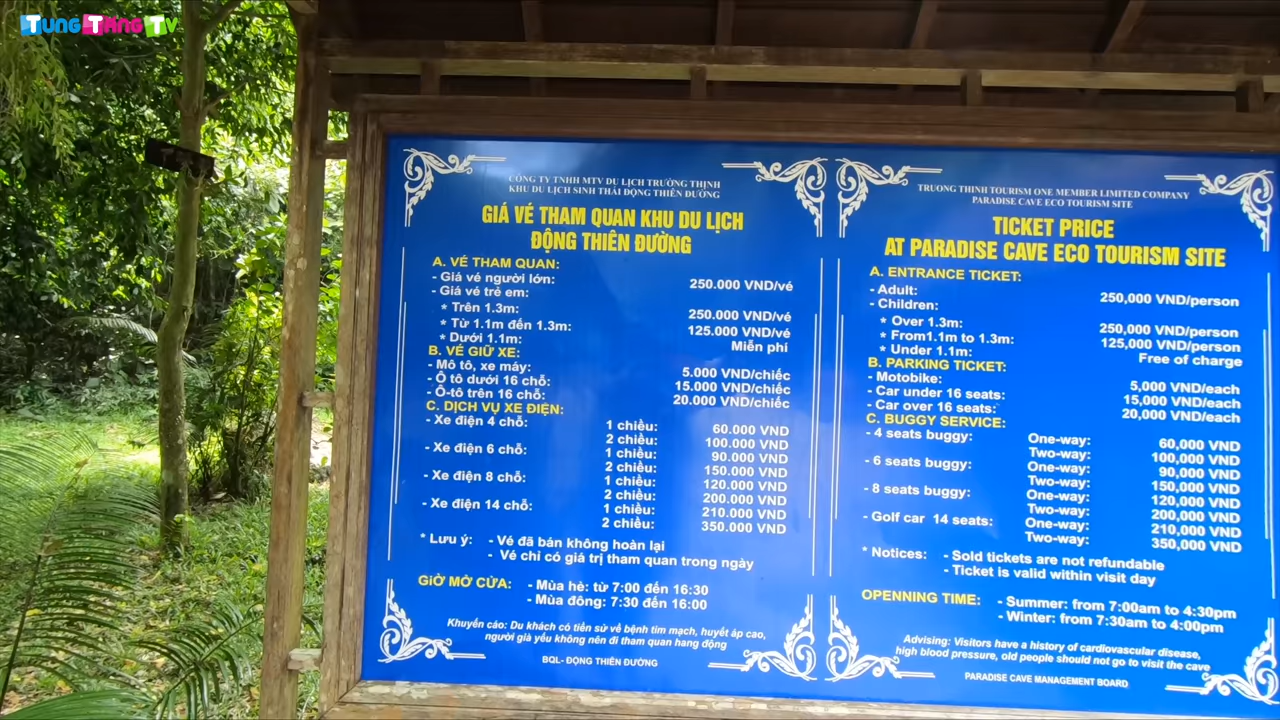 TungTăngTv
CÔNG TY TNHH MTV DU LỊCH TRƯỜNG THỊNH
KHU DU LỊCH SINH THÁI ĐỘNG THIÊN ĐƯỜNG
GIÁ VÉ THAM QUAN KHU DU LỊCH
ĐỘNG THIÊN ĐƯỜNG
A. VÉ THAM QUAN:
- Giá vé người lớn: 250.000 VND/vé
- Giá vé trẻ em:
* Trên 1.3m: 250.000 VND/vé
* Từ 1.1m đến 1.3m: 125.000 VND/vé
* Dưới 1.1m: Miễn phí
B. VÉ GIỮ XE:
- Mô tô, xe máy: 5.000 VND/chiếc
- Ô tô dưới 16 chỗ: 15.000 VND/chiếc
- Ô-tô trên 16 chỗ: 20.000 VND/chiếc
C. DỊCH VỤ XE ĐIỆN:
- Xe điện 4 chỗ: 1 chiều: 60.000 VND
2 chiều: 100.000 VND
- Xe điện 6 chỗ: 1 chiều: 90.000 VND
2 chiều: 150.000 VND
- Xe điện 8 chỗ: 1 chiều: 120.000 VND
2 chiều: 200.000 VND
- Xe điện 14 chỗ: 1 chiều: 210.000 VND
2 chiều: 350.000 VND
* Lưu ý: - Vé đã bán không hoàn lại
- Vé chỉ có giá trị tham quan trong ngày
GIỜ MỞ CỬA: - Mùa hè: từ 7:00 đến 16:30
- Mùa đông: 7:30 đến 16:00
Khuyến cáo: Du khách có tiền sử về bệnh tim mạch, huyết áp cao,
người già yếu không nên đi tham quan hang động
BQL- ĐỘNG THIÊN ĐƯỜNG
TRUONG THINH TOURISM ONE MEMBER LIMITED COMPANY
PARADISE CAVE ECO TOURISM SITE
TICKET PRICE
AT PARADISE CAVE ECO TOURISM SITE
A. ENTRANCE TICKET:
- Adult: 250,000 VND/person
- Children:
* Over 1.3m: 250,000 VND/person
* From1.1m to 1.3m: 125,000 VND/person
* Under 1.1m: Free of charge
B. PARKING TICKET:
- Motobike: 5,000 VND/each
- Car under 16 seats: 15,000 VND/each
- Car over 16 seats: 20,000 VND/each
C. BUGGY SERVICE:
- 4 seats buggy: One-way: 60,000 VND
Two-way: 100,000 VND
- 6 seats buggy: One-way: 90,000 VND
Two-way: 150,000 VND
- 8 seats buggy: One-way: 120,000 VND
Two-way: 200,000 VND
- Golf car 14 seats: One-way: 210,000 VND
Two-way: 350,000 VND
* Notices: - Sold tickets are not refundable
- Ticket is valid within visit day
OPENNING TIME: - Summer: from 7:00am to 4:30pm
- Winter: from 7:30am to 4:00pm
Advising: Visitors have a history of cardiovascular disease,
high blood pressure, old people should not go to visit the cave
PARADISE CAVE MANAGEMENT BOARD